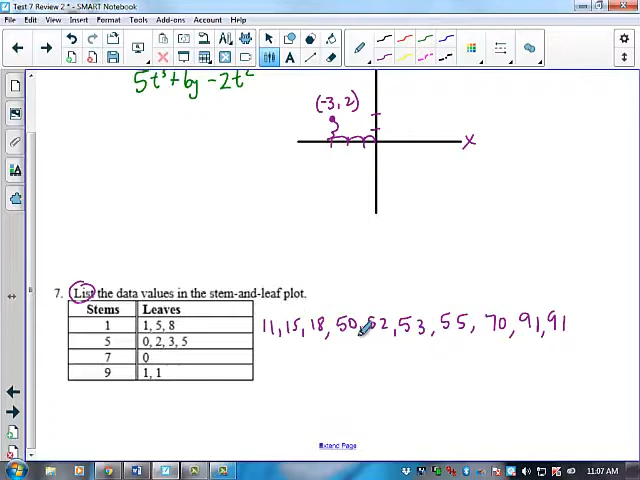 Test 7 Review 2 * - SMART Notebook
File Edit View Insert Format Tools Add-ons Account Help
5t³+6y-2t²
(-3,2)
x
7. List the data values in the stem-and-leaf plot.
Stems Leaves
1 1, 5, 8
5 0, 2, 3, 5
7 0
9 1, 1
11, 15, 18, 50, 52, 53, 55, 70, 91, 91
Extend Page
11:07 AM